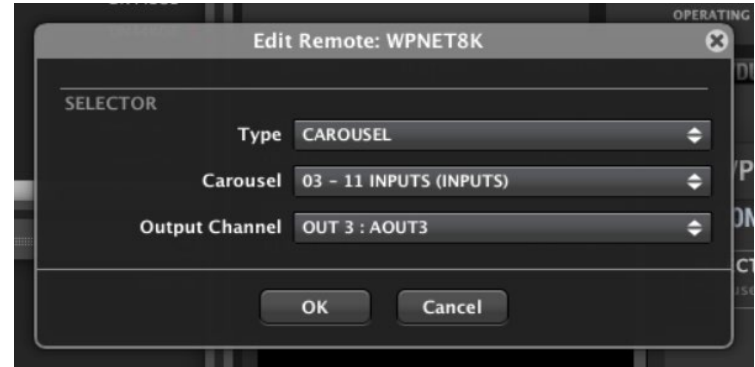 OPERATING
Edit Remote: WPNET8K
SELECTOR
Type CAROUSEL
Carousel 03 – 11 INPUTS (INPUTS)
Output Channel OUT 3 : AOUT3
OK Cancel